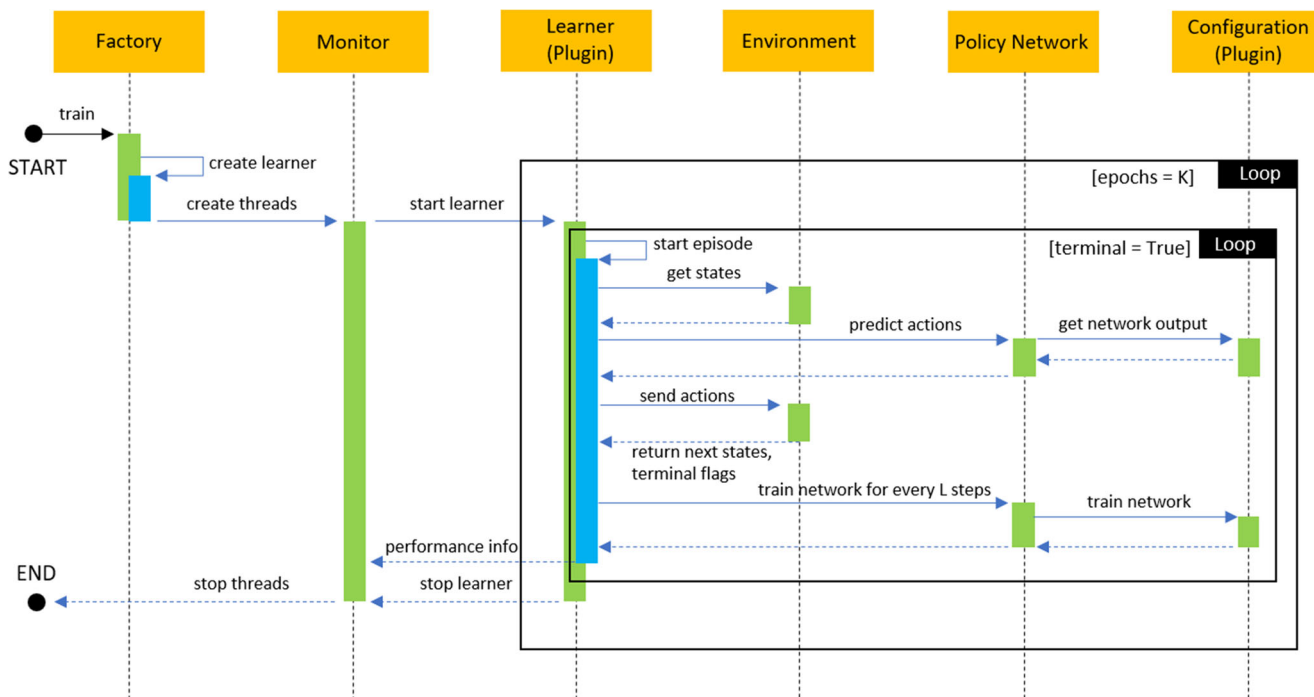 Factory
Monitor
Learner
(Plugin)
Environment
Policy Network
Configuration
(Plugin)
train
START
create learner
[epochs = K]
Loop
create threads
start learner
start episode
[terminal = True]
Loop
get states
predict actions
get network output
send actions
return next states,
terminal flags
train network for every L steps
train network
performance info
END
stop threads
stop learner